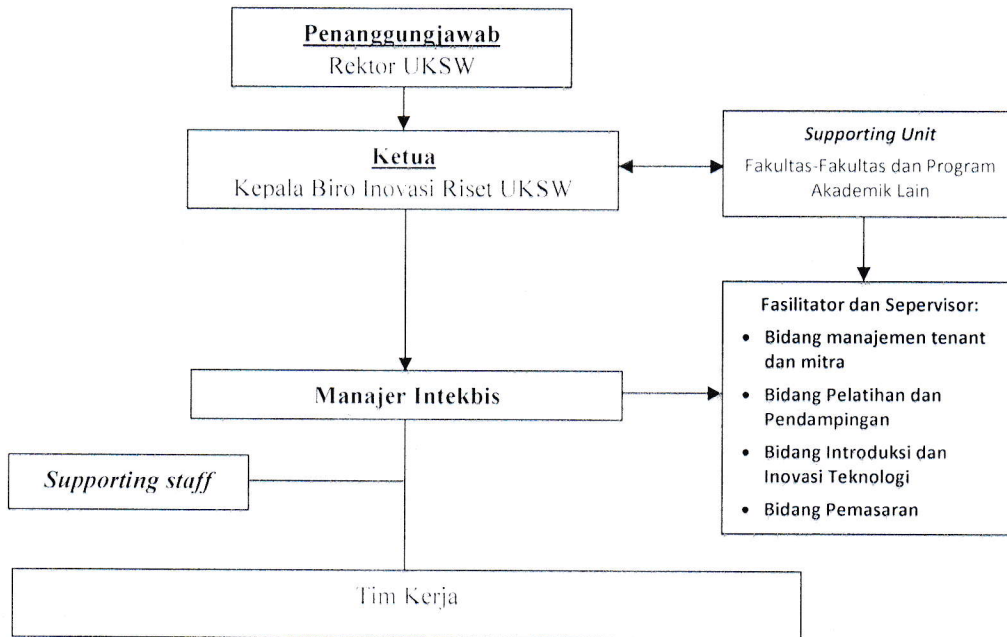 Penanggungjawab
Rektor UKSW
Ketua
Kepala Biro Inovasi Riset UKSW
Supporting Unit
Fakultas-Fakultas dan Program
Akademik Lain
Fasilitator dan Sepervisor:
• Bidang manajemen tenant
dan mitra
• Bidang Pelatihan dan
Pendampingan
• Bidang Introduksi dan
Inovasi Teknologi
• Bidang Pemasaran
Manajer Intekbis
Supporting staff
Tim Kerja